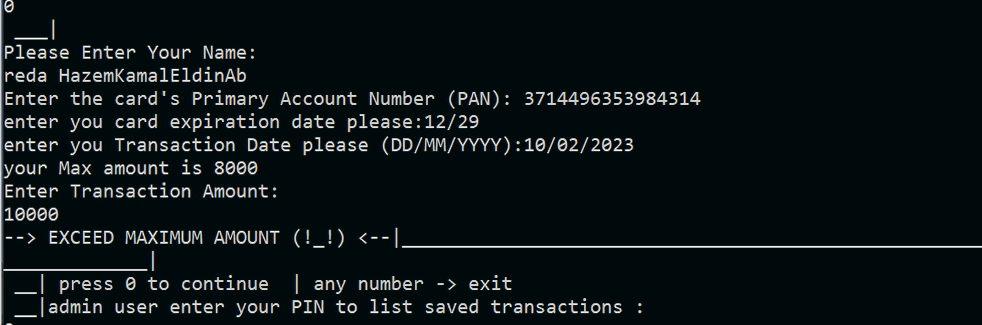 0
___|
Please Enter Your Name:
reda HazemKamalEldinAb
Enter the card's Primary Account Number (PAN): 3714496353984314
enter you card expiration date please:12/29
enter you Transaction Date please (DD/MM/YYYY):10/02/2023
your Max amount is 8000
Enter Transaction Amount:
10000
--> EXCEED MAXIMUM AMOUNT (!_!) <--|____________________________________________________
_____________|
__| press 0 to continue  | any number -> exit
__|admin user enter your PIN to list saved transactions :